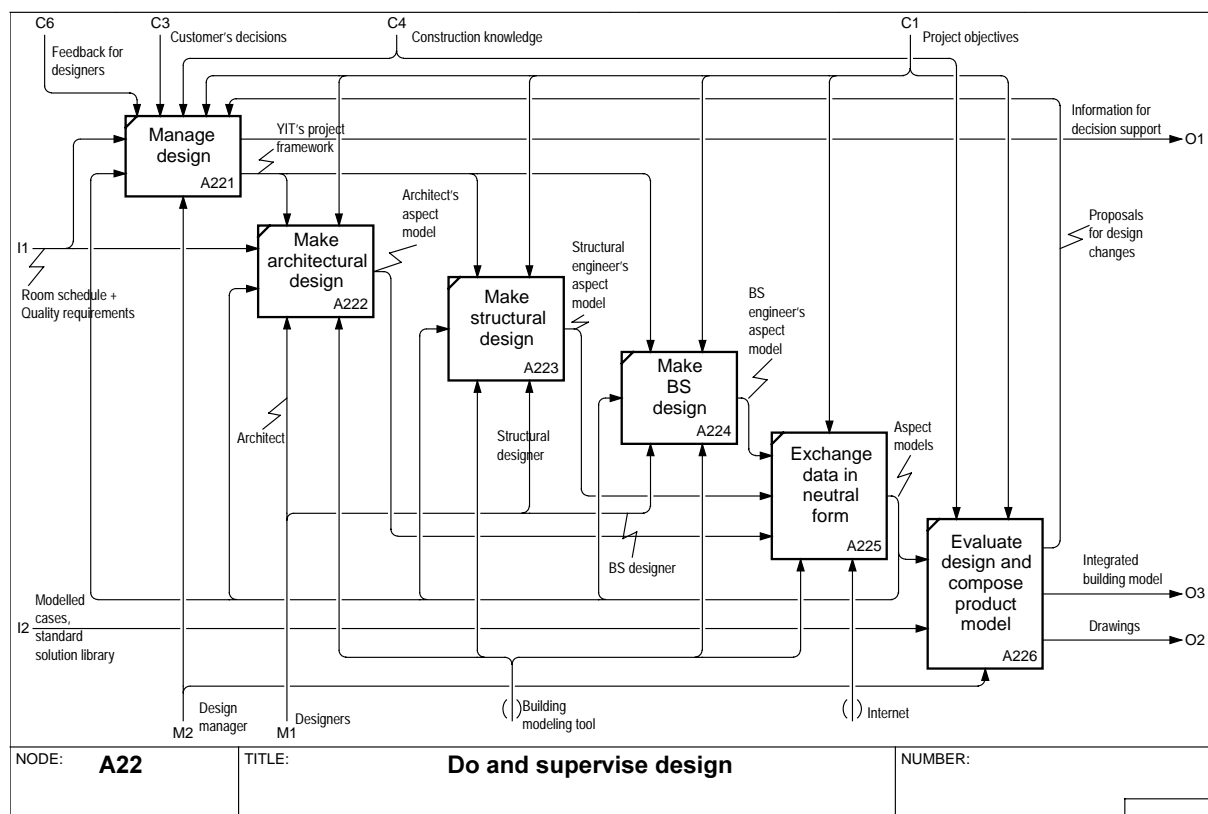 C6
C3
C4
C1
Customer's decisions
Construction knowledge
Project objectives
Feedback for
designers
Information for
decision support
O1
YIT's project
framework
Manage
design
A221
Architect's
aspect
model
Proposals
for design
changes
I1
Room schedule +
Quality requirements
Make
architectural
design
A222
Structural
engineer's
aspect
model
Make
structural
design
A223
BS
engineer's
aspect
model
Make
BS
design
A224
Architect
Structural
designer
Aspect
models
Exchange
data in
neutral
form
A225
BS designer
Evaluate
design and
compose
product
model
A226
Integrated
building model
O3
Drawings
O2
I2
Modelled
cases,
standard
solution library
M2
Design
manager
M1
Designers
( )
Building
modeling tool
( )
Internet
NODE:
A22
TITLE:
Do and supervise design
NUMBER: